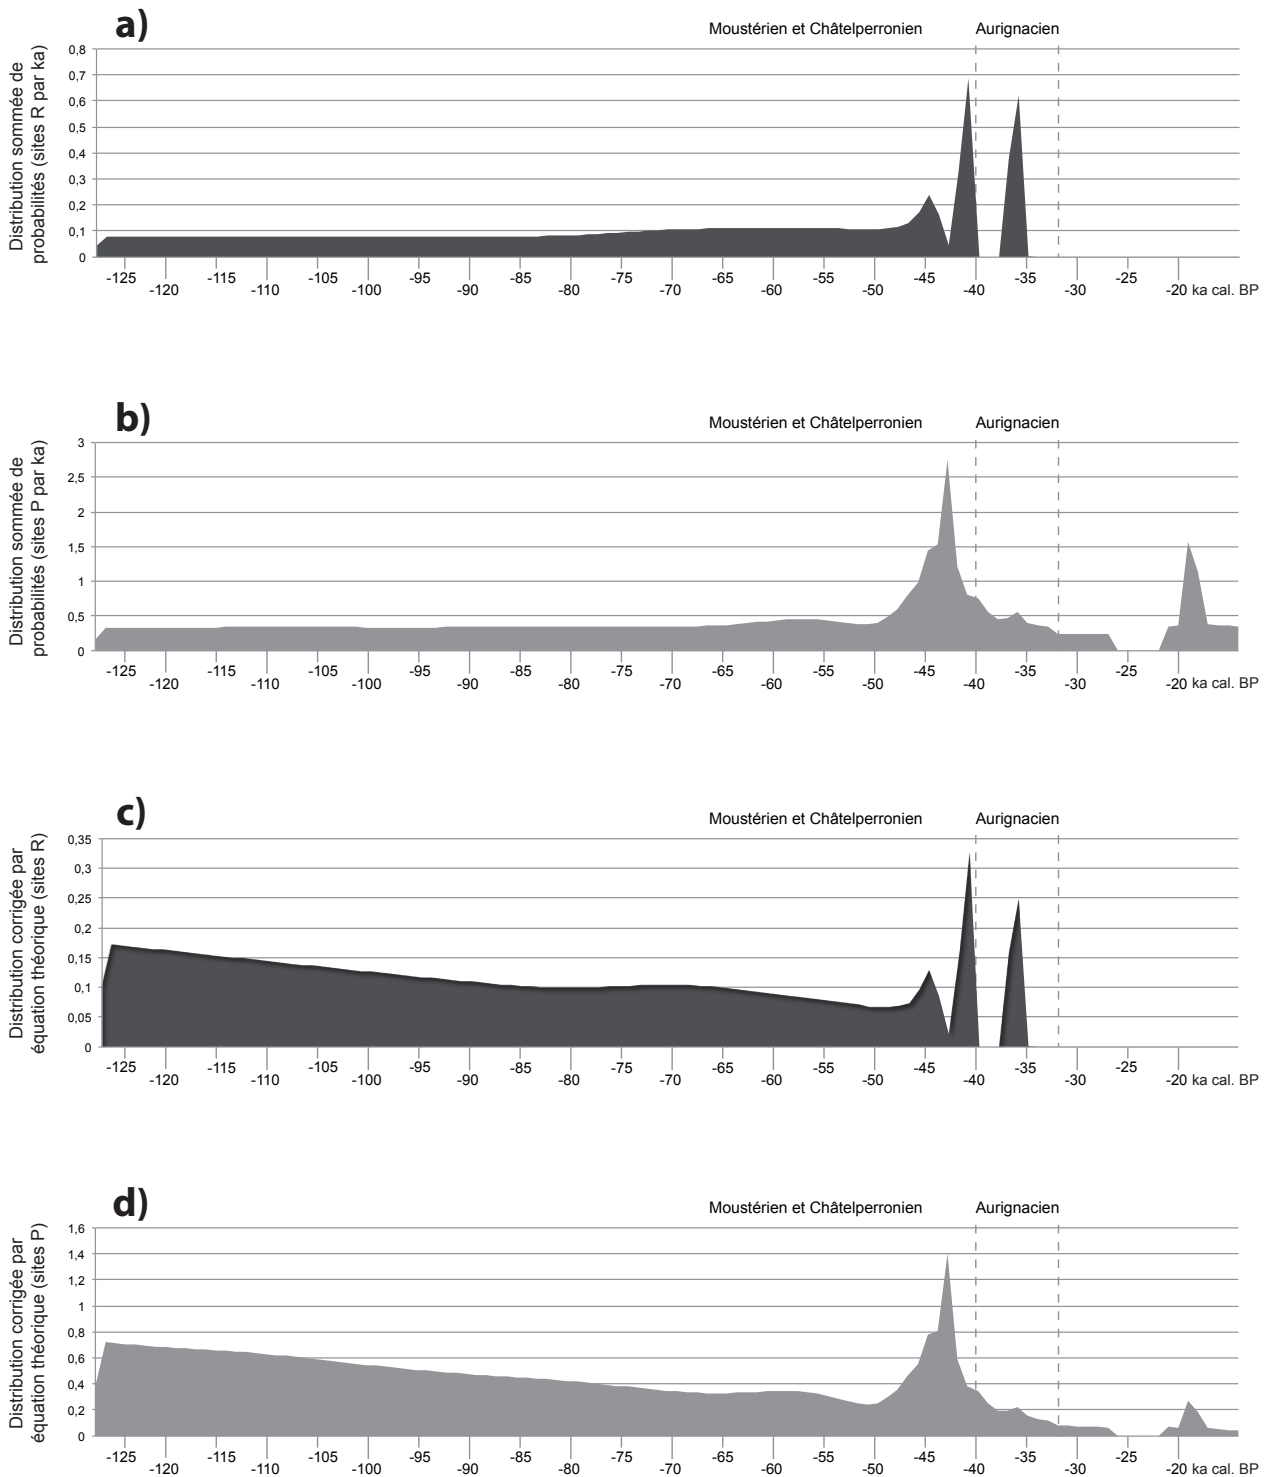 a)
Moustérien et Châtelperronien Aurignacien
Distribution sommée de
probabilités (sites R par ka)
0,8
0,7
0,6
0,5
0,4
0,3
0,2
0,1
0
-125 -115 -105 -95 -85 -75 -65 -55 -45 -35 -25
-120 -110 -100 -90 -80 -70 -60 -50 -40 -30 -20 ka cal. BP
b)
Moustérien et Châtelperronien Aurignacien
Distribution sommée de
probabilités (sites P par ka)
3
2,5
2
1,5
1
0,5
0
-125 -115 -105 -95 -85 -75 -65 -55 -45 -35 -25
-120 -110 -100 -90 -80 -70 -60 -50 -40 -30 -20 ka cal. BP
c)
Moustérien et Châtelperronien Aurignacien
Distribution corrigée par
équation théorique (sites R)
0,35
0,3
0,25
0,2
0,15
0,1
0,05
0
-125 -115 -105 -95 -85 -75 -65 -55 -45 -35 -25
-120 -110 -100 -90 -80 -70 -60 -50 -40 -30 -20 ka cal. BP
d)
Moustérien et Châtelperronien Aurignacien
Distribution corrigée par
équation théorique (sites P)
1,6
1,4
1,2
1
0,8
0,6
0,4
0,2
0
-125 -115 -105 -95 -85 -75 -65 -55 -45 -35 -25
-120 -110 -100 -90 -80 -70 -60 -50 -40 -30 -20 ka cal. BP